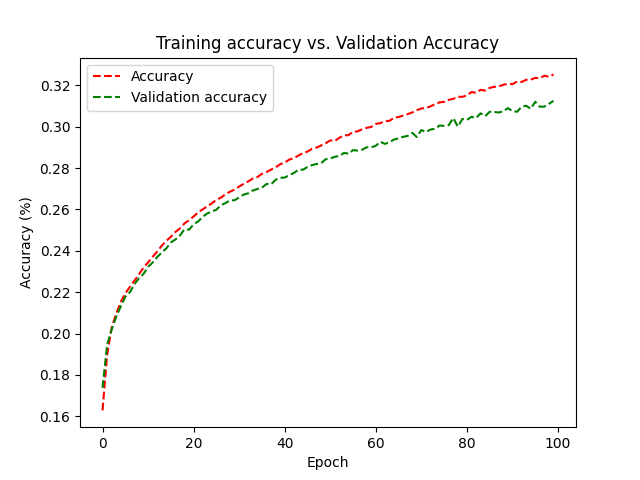 Training accuracy vs. Validation Accuracy
Accuracy
Validation accuracy
0.32
0.30
0.28
0.26
0.24
0.22
0.20
0.18
0.16
Accuracy (%)
0 20 40 60 80 100
Epoch